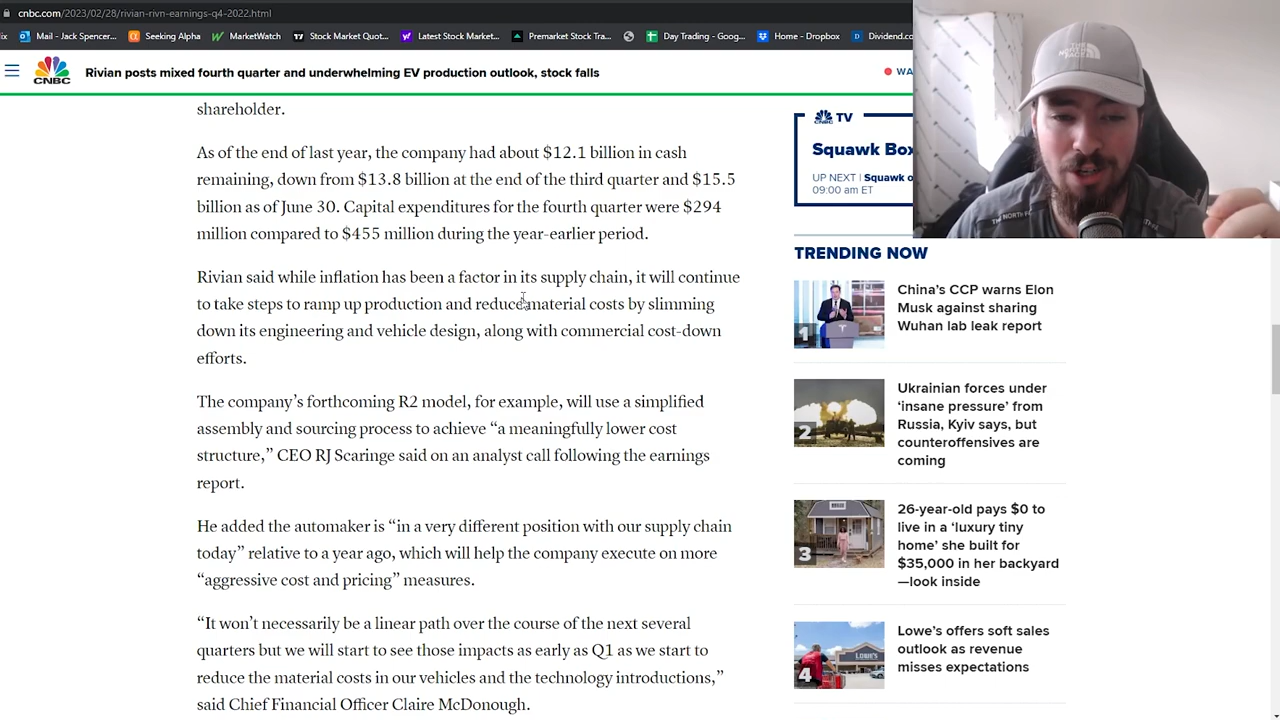 cnbc.com/2023/02/28/rivian-rivn-earnings-q4-2022.html
ix
Mail - Jack Spencer...
Seeking Alpha
MarketWatch
Stock Market Quot...
Latest Stock Market...
Premarket Stock Tra...
Day Trading - Goog...
Home - Dropbox
Dividend.co
CNBC
Rivian posts mixed fourth quarter and underwhelming EV production outlook, stock falls
WA
shareholder.
As of the end of last year, the company had about $12.1 billion in cash
remaining, down from $13.8 billion at the end of the third quarter and $15.5
billion as of June 30. Capital expenditures for the fourth quarter were $294
million compared to $455 million during the year-earlier period.
Rivian said while inflation has been a factor in its supply chain, it will continue
to take steps to ramp up production and reduce material costs by slimming
down its engineering and vehicle design, along with commercial cost-down
efforts.
The company’s forthcoming R2 model, for example, will use a simplified
assembly and sourcing process to achieve “a meaningfully lower cost
structure,” CEO RJ Scaringe said on an analyst call following the earnings
report.
He added the automaker is “in a very different position with our supply chain
today” relative to a year ago, which will help the company execute on more
“aggressive cost and pricing” measures.
“It won’t necessarily be a linear path over the course of the next several
quarters but we will start to see those impacts as early as Q1 as we start to
reduce the material costs in our vehicles and the technology introductions,”
said Chief Financial Officer Claire McDonough.
TV
Squawk Box
UP NEXT | Squawk o
09:00 am ET
TRENDING NOW
1
China’s CCP warns Elon
Musk against sharing
Wuhan lab leak report
2
Ukrainian forces under
‘insane pressure’ from
Russia, Kyiv says, but
counteroffensives are
coming
3
26-year-old pays $0 to
live in a ‘luxury tiny
home’ she built for
$35,000 in her backyard
—look inside
4
LOWE'S
Lowe’s offers soft sales
outlook as revenue
misses expectations
THE
NORTH
FACE
THE NORTH FACE